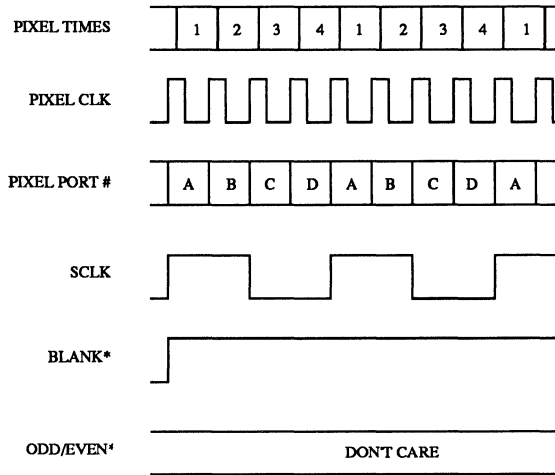 PIXEL TIMES 1 2 3 4 1 2 3 4 1
PIXEL CLK
PIXEL PORT # A B C D A B C D A
SCLK
BLANK*
ODD/EVEN* DON'T CARE